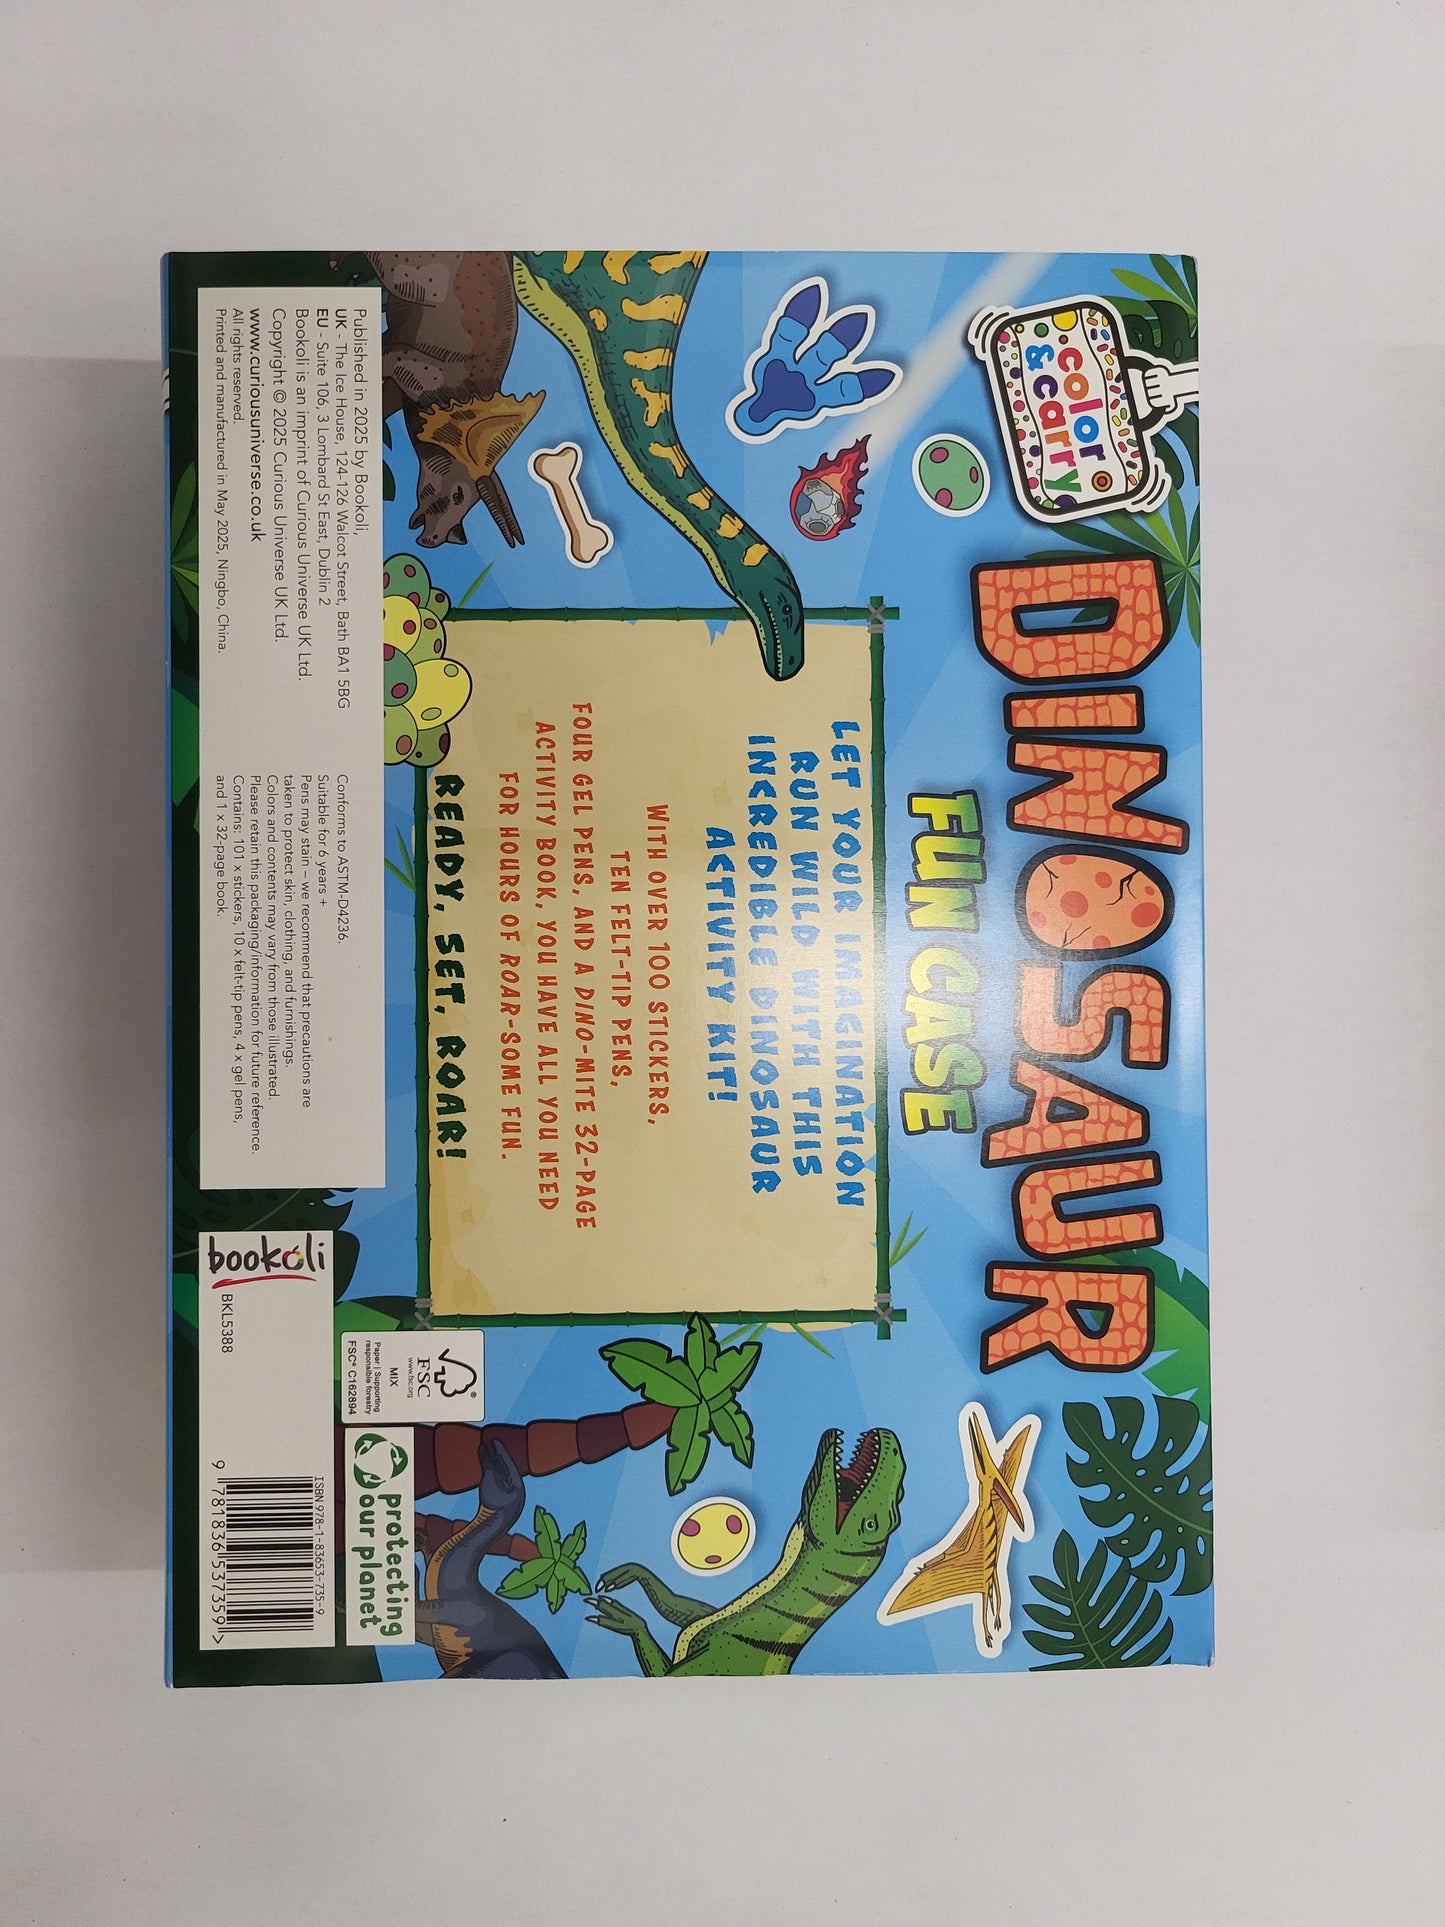 color
& carry
DINOSAUR
FUN CASE
LET YOUR IMAGINATION
RUN WILD WITH THIS
INCREDIBLE DINOSAUR
ACTIVITY KIT!
WITH OVER 100 STICKERS,
TEN FELT-TIP PENS,
FOUR GEL PENS, AND A DINO-MITE 32-PAGE
ACTIVITY BOOK, YOU HAVE ALL YOU NEED
FOR HOURS OF ROAR-SOME FUN.
READY, SET, ROAR!
Published in 2025 by Bookoli,
UK - The Ice House, 124-126 Walcot Street, Bath BA1 5BG
EU - Suite 106, 3 Lombard St East, Dublin 2
Bookoli is an imprint of Curious Universe UK Ltd.
Copyright © 2025 Curious Universe UK Ltd.
www.curiousuniverse.co.uk
All rights reserved.
Printed and manufactured in May 2025, Ningbo, China.
Conforms to ASTM-D4236.
Suitable for 6 years +
Pens may stain – we recommend that precautions are
taken to protect skin, clothing, and furnishings.
Colors and contents may vary from those illustrated.
Please retain this packaging/information for future reference.
Contains: 101 x stickers, 10 x felt-tip pens, 4 x gel pens,
and 1 x 32-page book.
bookoli
BKL5388
®
FSC
www.fsc.org
MIX
Paper | Supporting
responsible forestry
FSC® C162894
protecting
our planet
ISBN 978-1-83653-735-9
9 781836 537359 >